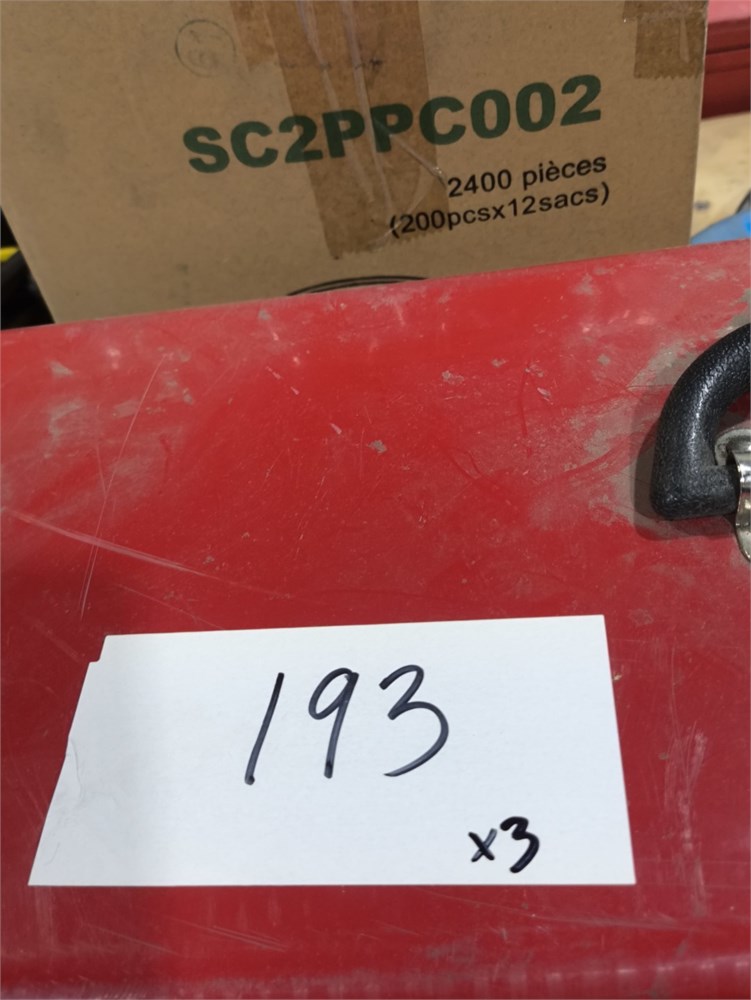 SC2PPC002
2400 pièces
(200pcsx12sacs)
193
x3